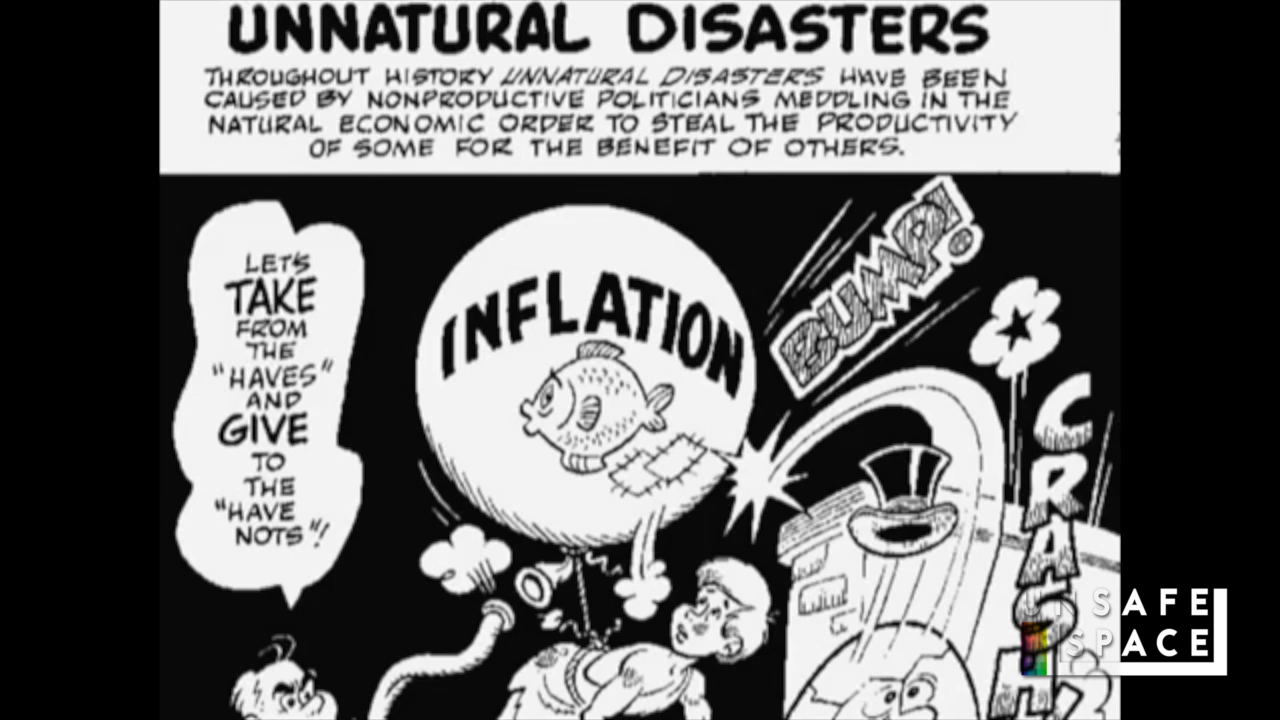 UNNATURAL DISASTERS
THROUGHOUT HISTORY UNNATURAL DISASTERS HAVE BEEN
CAUSED BY NONPRODUCTIVE POLITICIANS MEDDLING IN THE
NATURAL ECONOMIC ORDER TO STEAL THE PRODUCTIVITY
OF SOME FOR THE BENEFIT OF OTHERS.
LET'S
TAKE
FROM
THE
"HAVES"
AND
GIVE
TO
THE
"HAVE
NOTS"!
INFLATION
BUMP!
CRASH
UNSAFE
SPACE